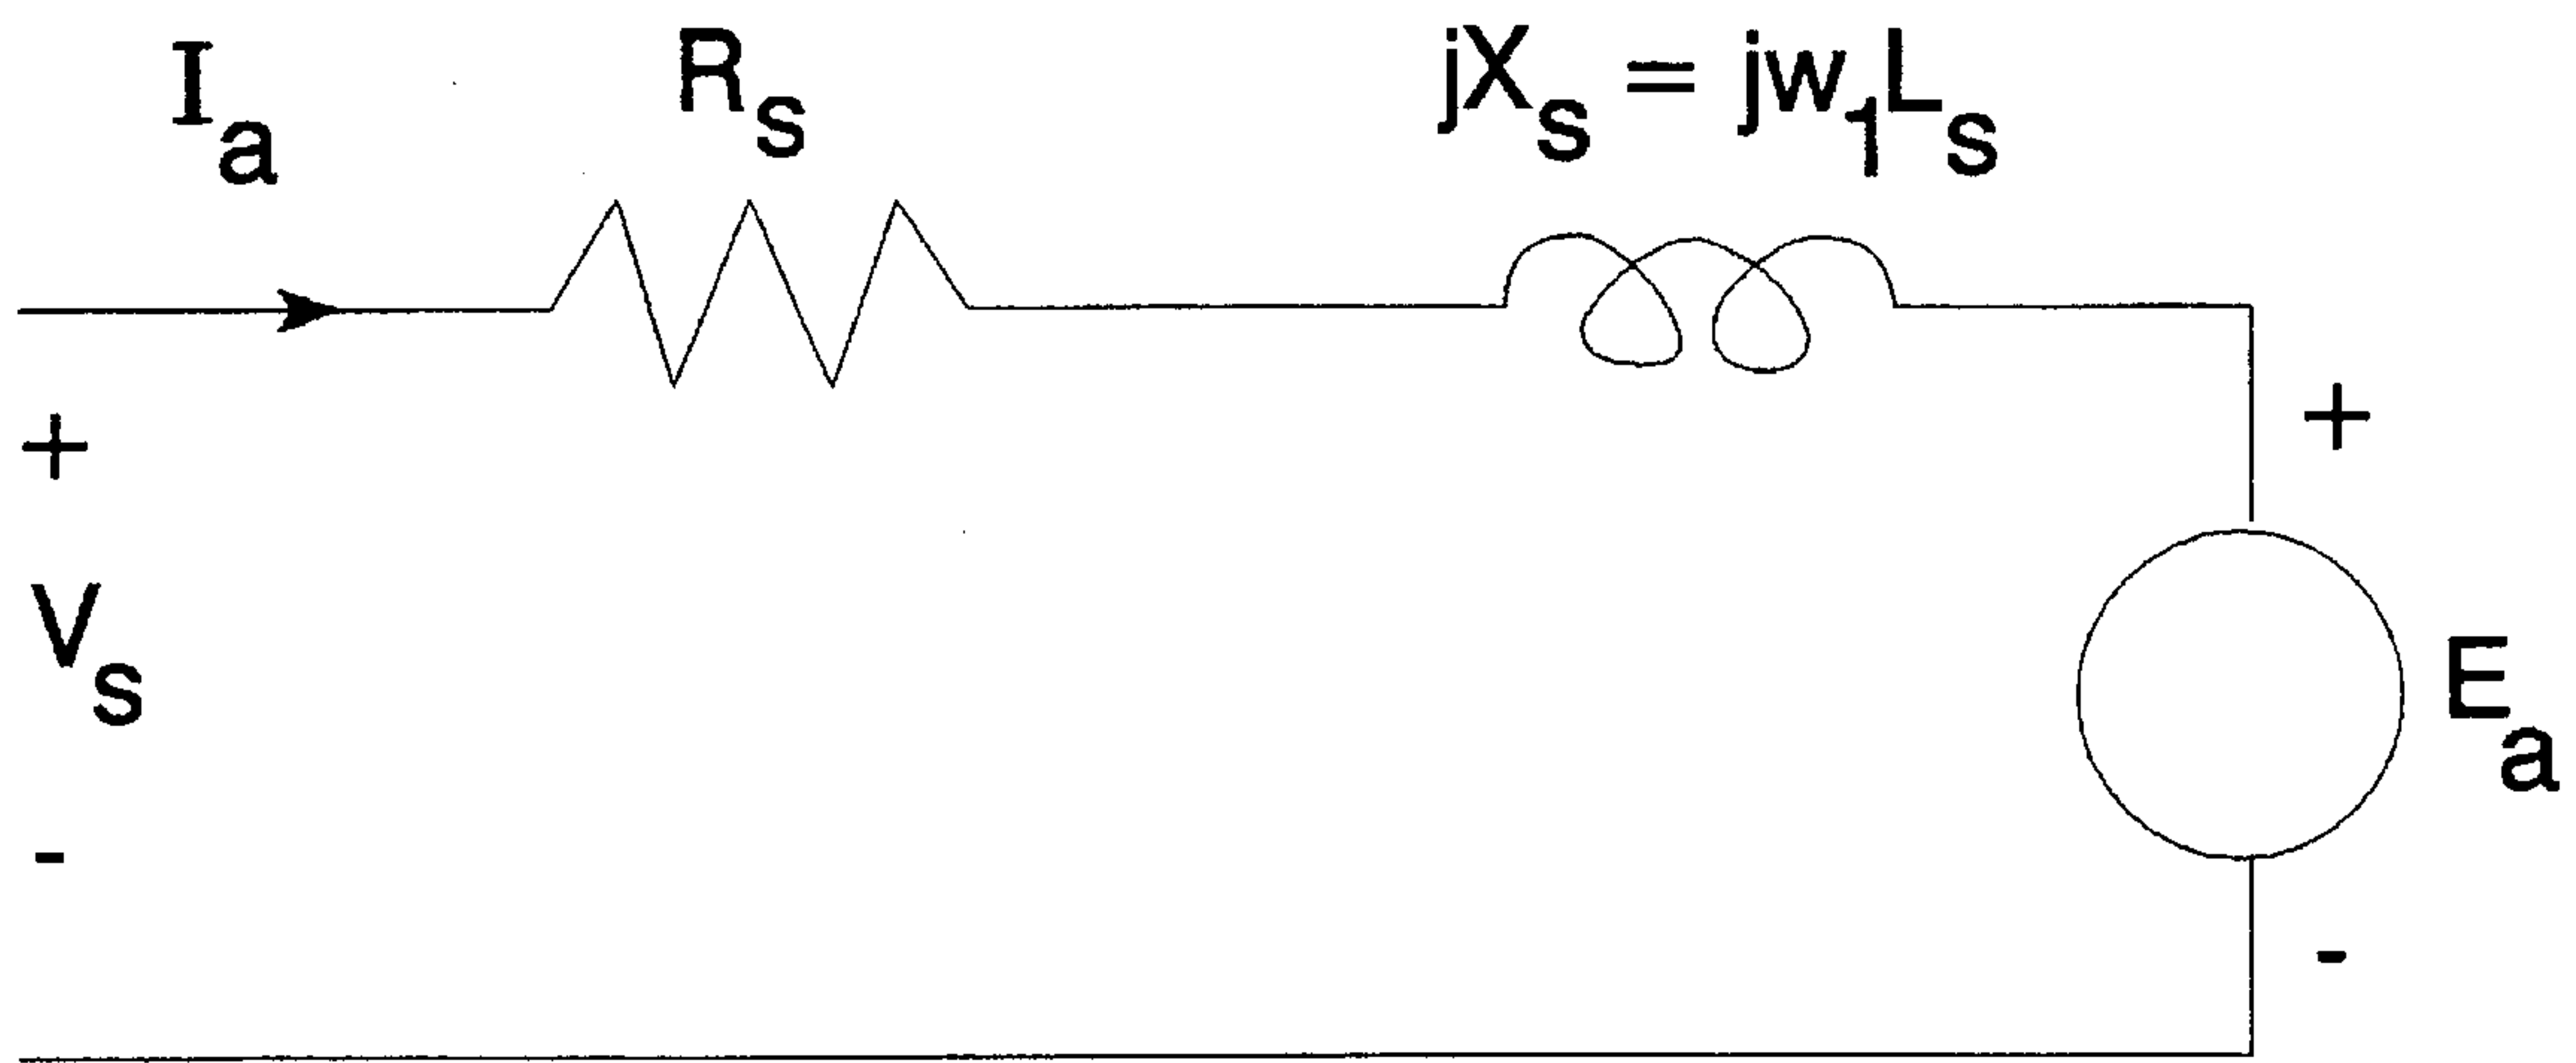 I_a
R_s
jX_s = jw_1L_s
+
+
V_s
E_a
-
-